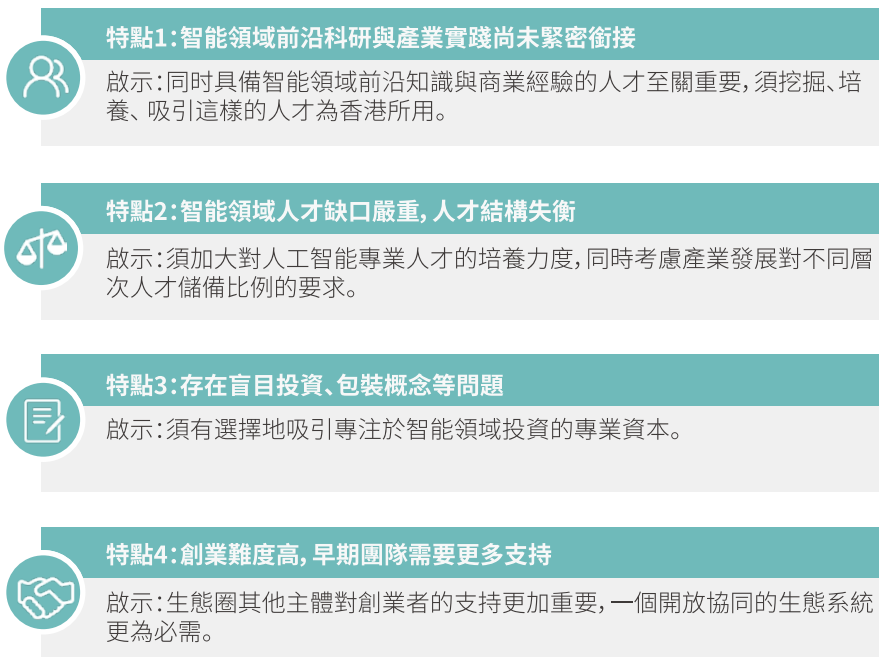 特點1：智能領域前沿科研與產業實踐尚未緊密銜接
啟示：同时具備智能領域前沿知識與商業經驗的人才至關重要，須挖掘、培
養、吸引這樣的人才為香港所用。
特點2：智能領域人才缺口嚴重，人才結構失衡
啟示：須加大對人工智能專業人才的培養力度，同時考慮產業發展對不同層
次人才儲備比例的要求。
特點3：存在盲目投資、包裝概念等問題
啟示：須有選擇地吸引專注於智能領域投資的專業資本。
特點4：創業難度高，早期團隊需要更多支持
啟示：生態圈其他主體對創業者的支持更加重要，一個開放協同的生態系統
更為必需。